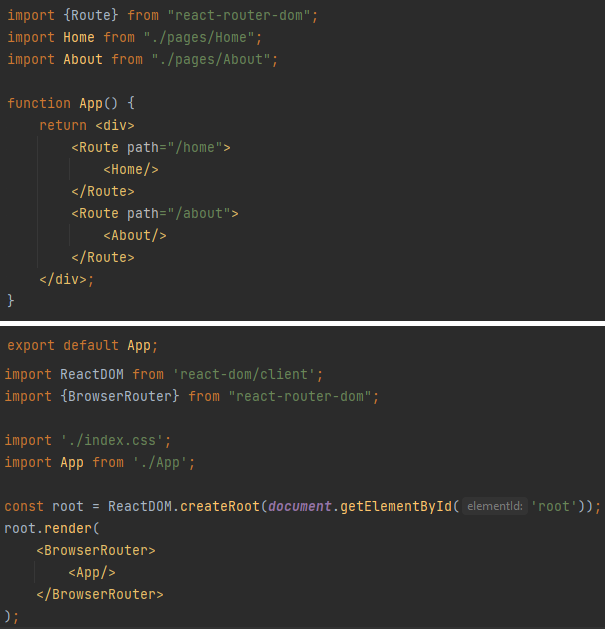 import {Route} from "react-router-dom";
import Home from "./pages/Home";
import About from "./pages/About";

function App() {
    return <div>
        <Route path="/home">
            <Home/>
        </Route>
        <Route path="/about">
            <About/>
        </Route>
    </div>;
}

export default App;
import ReactDOM from 'react-dom/client';
import {BrowserRouter} from "react-router-dom";

import './index.css';
import App from './App';

const root = ReactDOM.createRoot(document.getElementById( elementId: 'root'));
root.render(
    <BrowserRouter>
        <App/>
    </BrowserRouter>
);